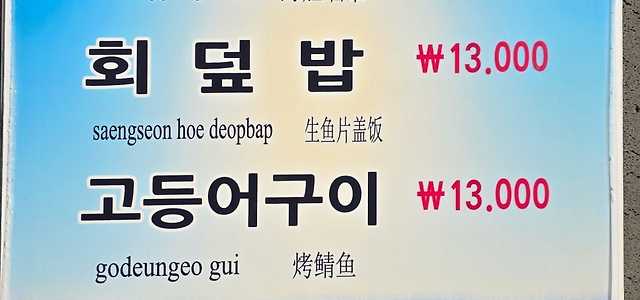 회 덮 밥 ₩13.000
saengseon hoe deopbap 生鱼片盖饭
고등어구이 ₩13.000
godeungeo gui 烤鲭鱼